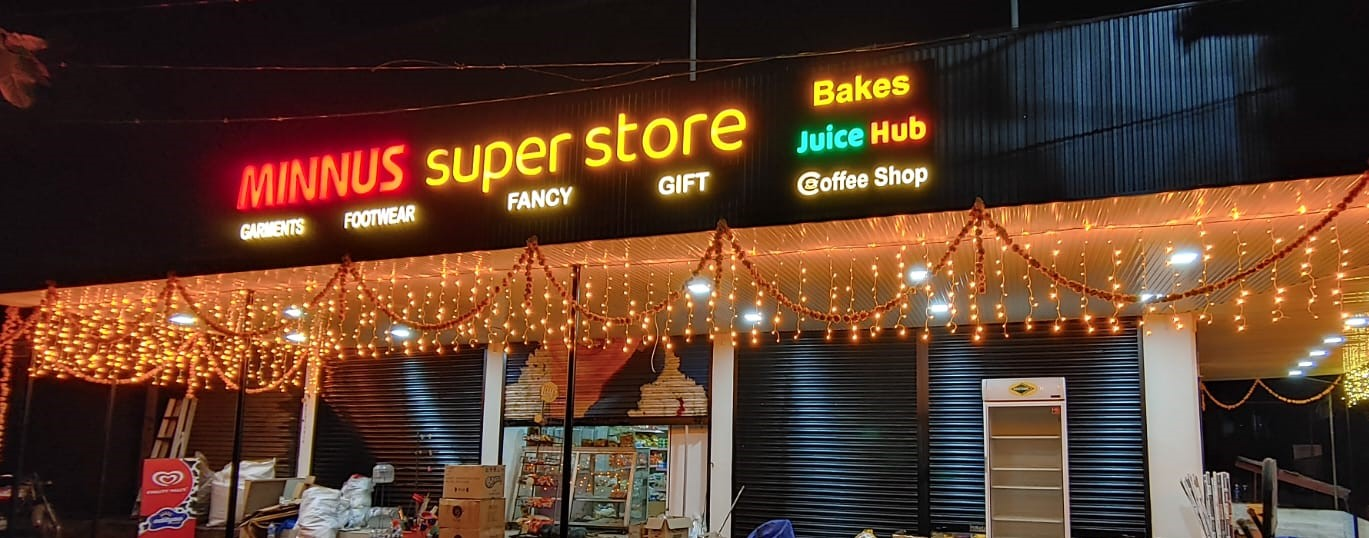 MINNUS super store
GARMENTS FOOTWEAR FANCY GIFT
Bakes
Juice Hub
Coffee Shop